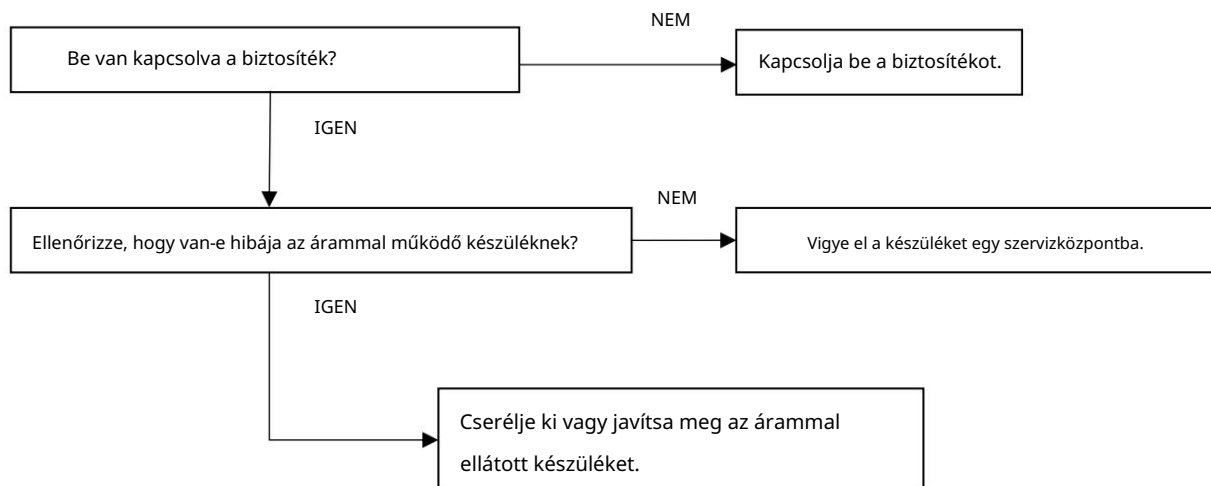 NEM
Be van kapcsolva a biztosíték?
Kapcsolja be a biztosítékot.
IGEN
NEM
Ellenőrizze, hogy van-e hibája az árammal működő készüléknek?
Vigye el a készüléket egy szervizközpontba.
IGEN
Cserélje ki vagy javítsa meg az árammal
ellátott készüléket.